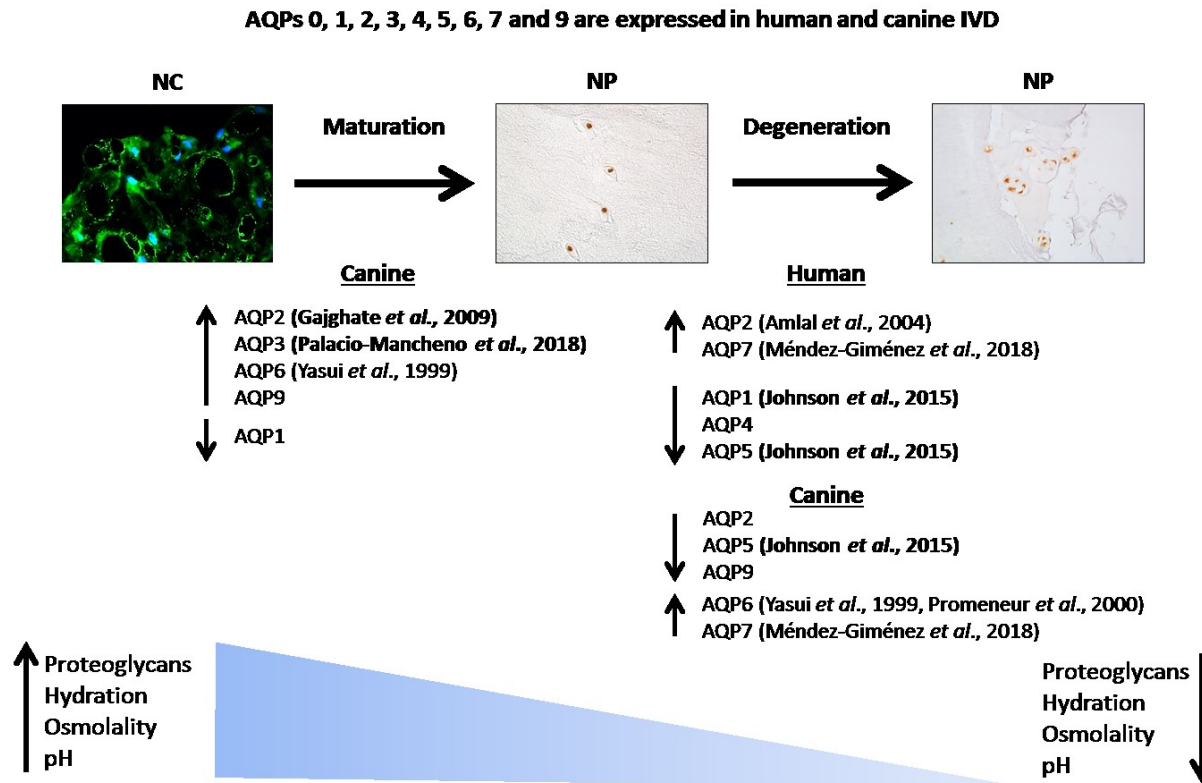 AQPs 0, 1, 2, 3, 4, 5, 6, 7 and 9 are expressed in human and canine IVD
NC
NP
NP
Maturation
Degeneration
Canine
AQP2 (Gajghate et al., 2009)
AQP3 (Palacio-Mancheno et al., 2018)
AQP6 (Yasui et al., 1999)
AQP9
AQP1
Human
AQP2 (Amlal et al., 2004)
AQP7 (Méndez-Giménez et al., 2018)
AQP1 (Johnson et al., 2015)
AQP4
AQP5 (Johnson et al., 2015)
Canine
AQP2
AQP5 (Johnson et al., 2015)
AQP9
AQP6 (Yasui et al., 1999, Promeneur et al., 2000)
AQP7 (Méndez-Giménez et al., 2018)
Proteoglycans
Hydration
Osmolality
pH
Proteoglycans
Hydration
Osmolality
pH